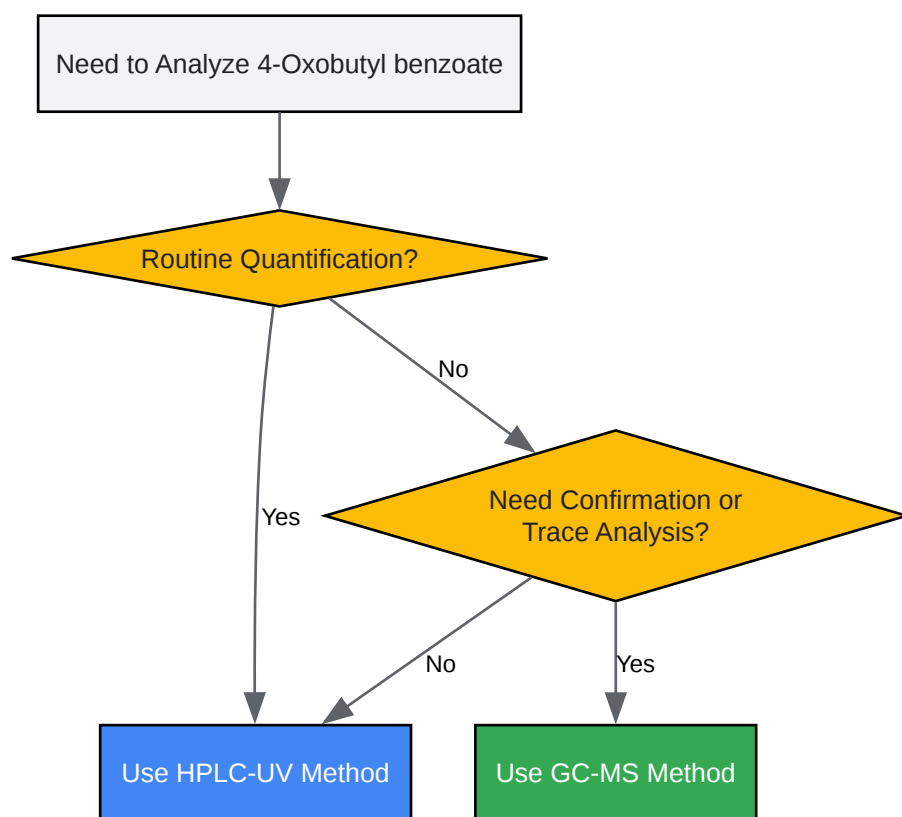 Need to Analyze 4-Oxobutyl benzoate
Routine Quantification?
No
Need Confirmation or
Trace Analysis?
Yes
No
Yes
Use HPLC-UV Method
Use GC-MS Method